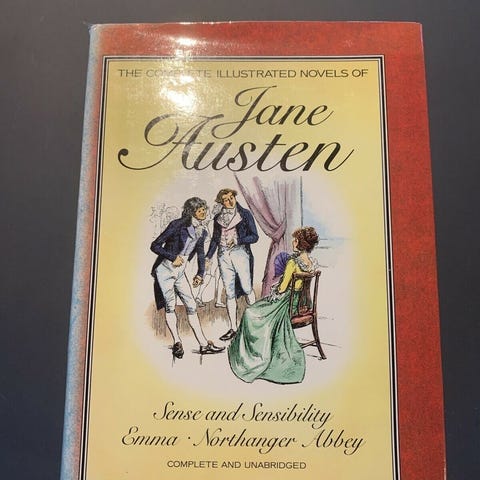 THE COMPLETE ILLUSTRATED NOVELS OF
Jane
Austen
Sense and Sensibility
Emma · Northanger Abbey
COMPLETE AND UNABRIDGED